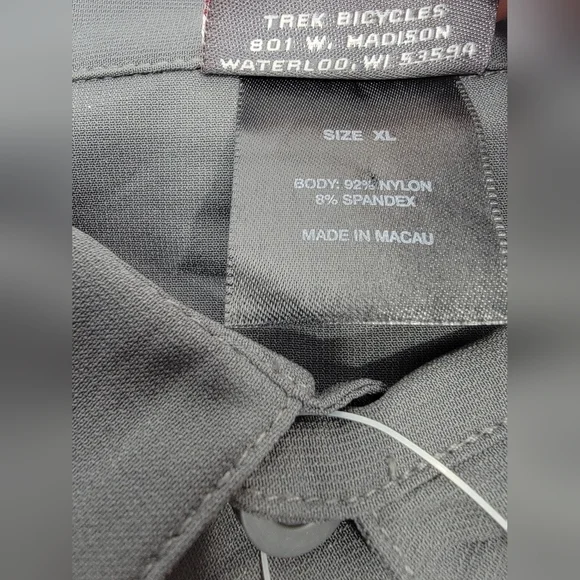 TREK BICYCLES
801 W. MADISON
WATERLOO, WI 53594
SIZE XL
BODY: 92% NYLON
8% SPANDEX
MADE IN MACAU